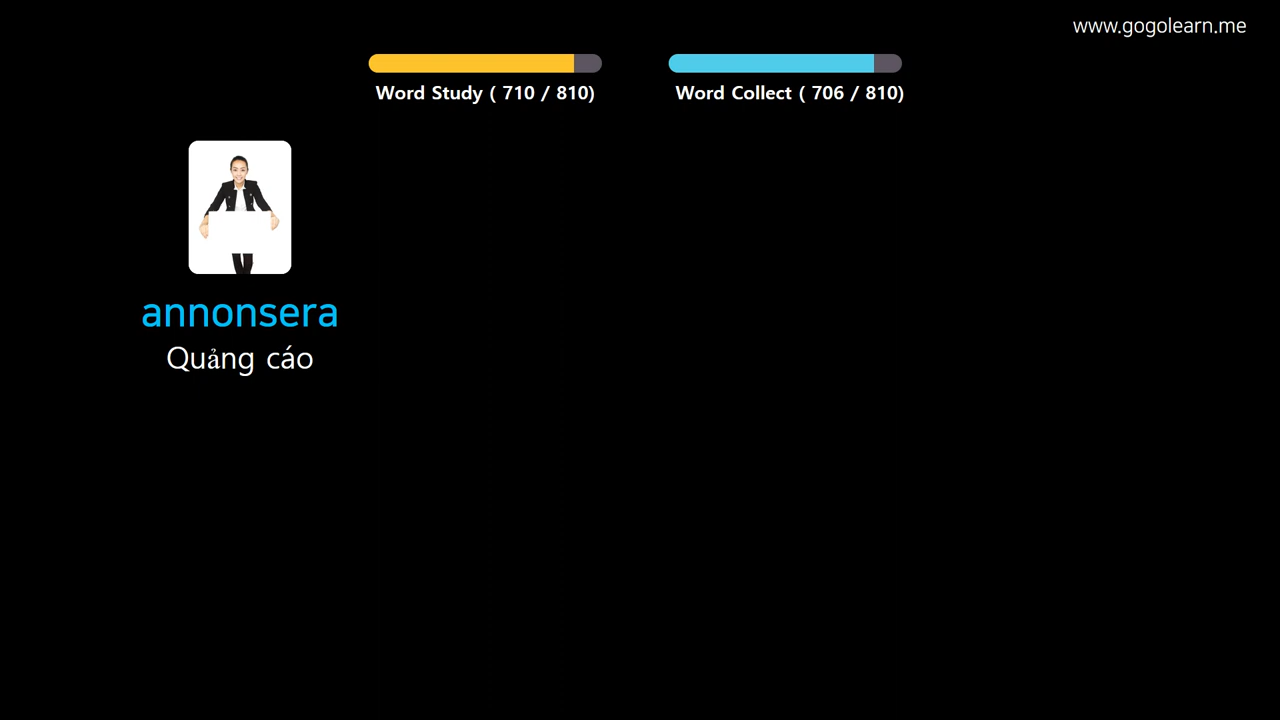 www.gogolearn.me
Word Study ( 710 / 810)
Word Collect ( 706 / 810)
annonsera
Quảng cáo